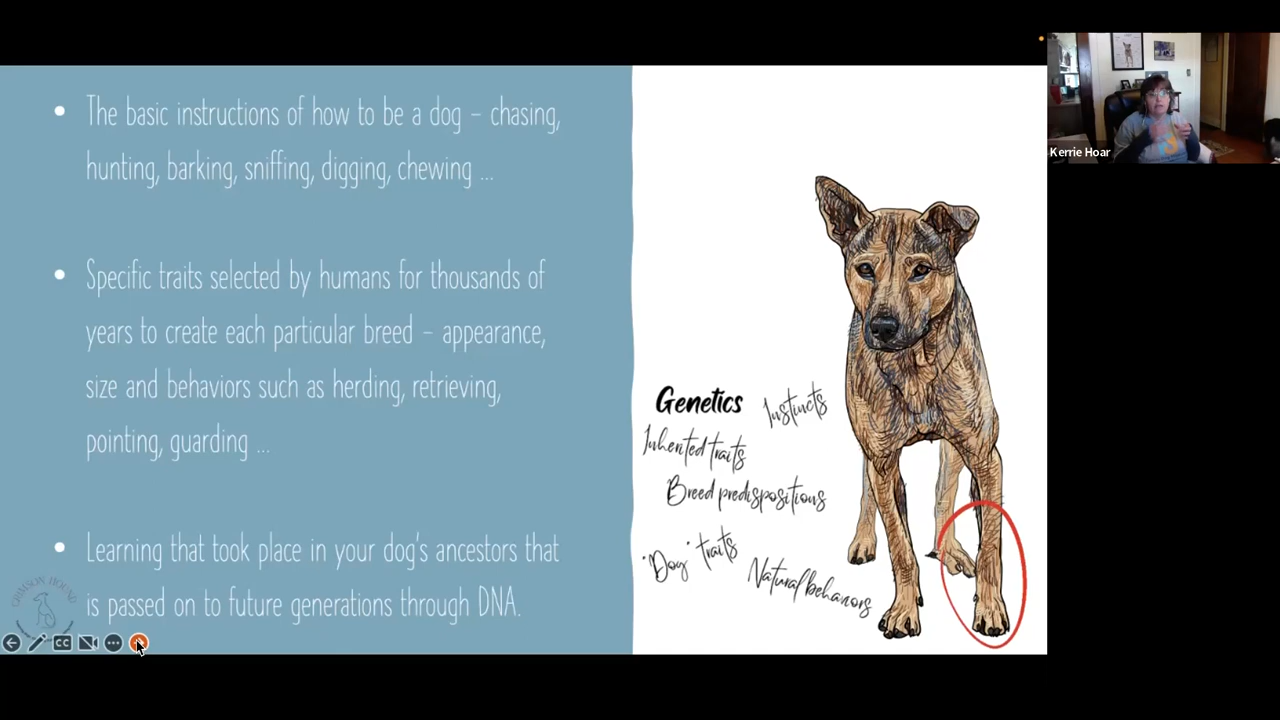 The basic instructions of how to be a dog – chasing,
hunting, barking, sniffing, digging, chewing ...
Specific traits selected by humans for thousands of
years to create each particular breed – appearance,
size and behaviors such as herding, retrieving,
pointing, guarding ...
Learning that took place in your dog's ancestors that
is passed on to future generations through DNA.
CRIMSON HOUND
CC
Genetics
Instincts
Inherited traits
Breed predispositions
"Dog" traits
Natural behaviors
Kerrie Hoar